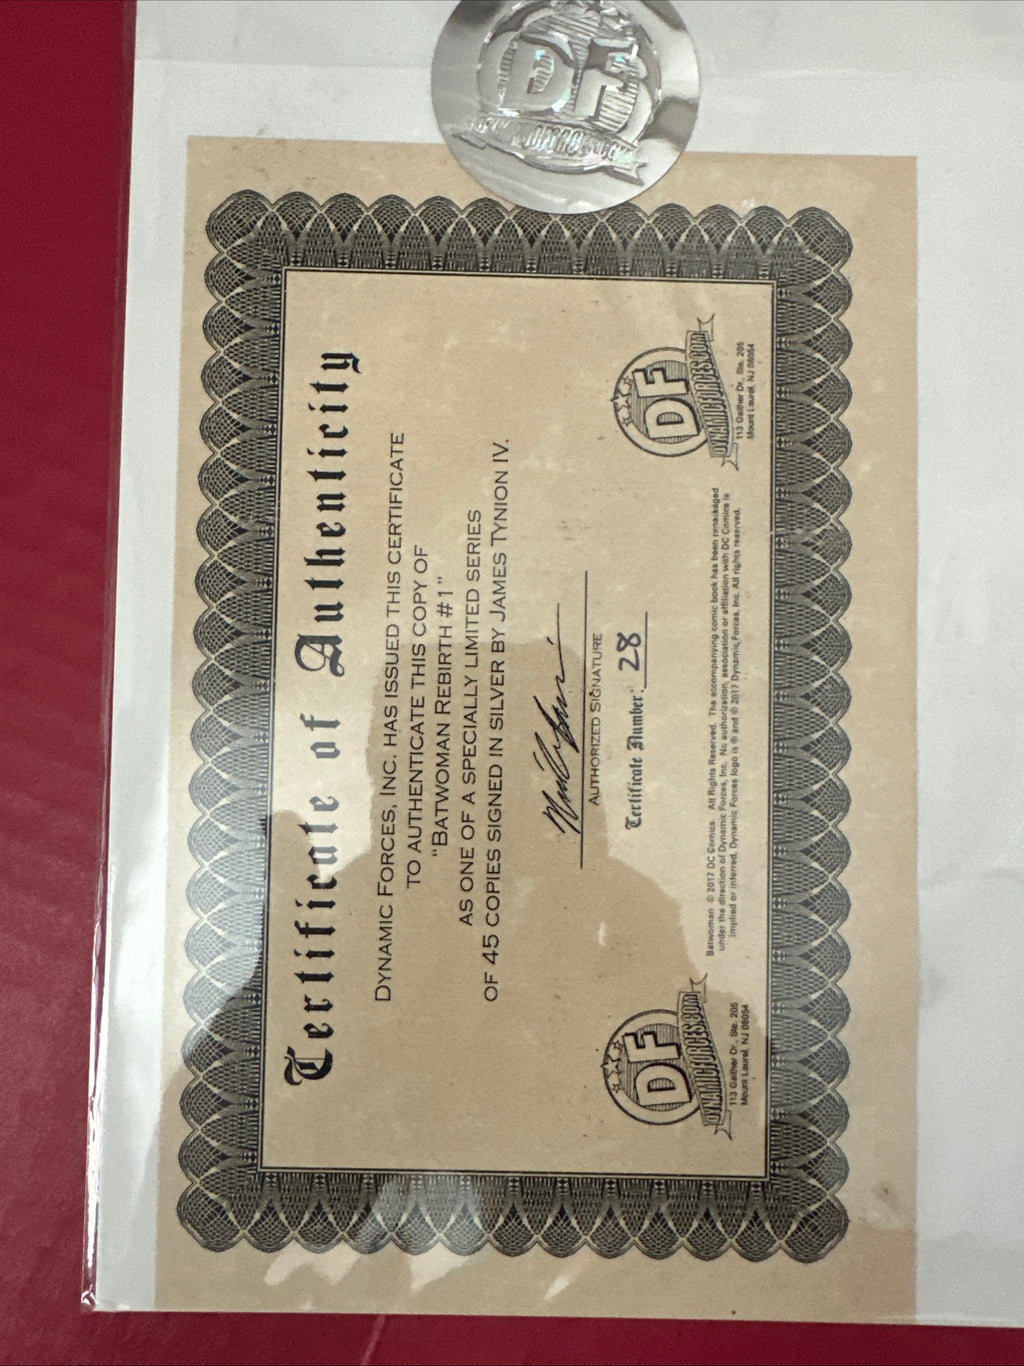 Certificate of Authenticity
DYNAMIC FORCES, INC. HAS ISSUED THIS CERTIFICATE
TO AUTHENTICATE THIS COPY OF
“BATWOMAN REBIRTH #1”
AS ONE OF A SPECIALLY LIMITED SERIES
OF 45 COPIES SIGNED IN SILVER BY JAMES TYNION IV.
AUTHORIZED SIGNATURE
Certificate Number: 28
DF
DYNAMICFORCES.COM
113 Gaither Dr., Ste. 205
Mount Laurel, NJ 08054
Batwoman © 2017 DC Comics. All Rights Reserved. The accompanying comic book has been repackaged
under the direction of Dynamic Forces, Inc. No authorization, association or affiliation with DC Comics is
implied or inferred. Dynamic Forces logo is ® and © 2017 Dynamic Forces, Inc. All rights reserved.
DF
DYNAMICFORCES.COM
113 Gaither Dr., Ste. 205
Mount Laurel, NJ 08054
DF